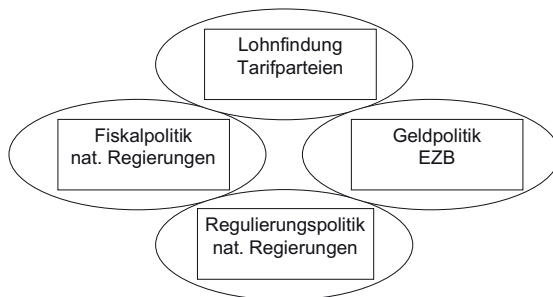 Lohnfindung
Tarifparteien
Fiskalpolitik
nat. Regierungen
Geldpolitik
EZB
Regulierungspolitik
nat. Regierungen